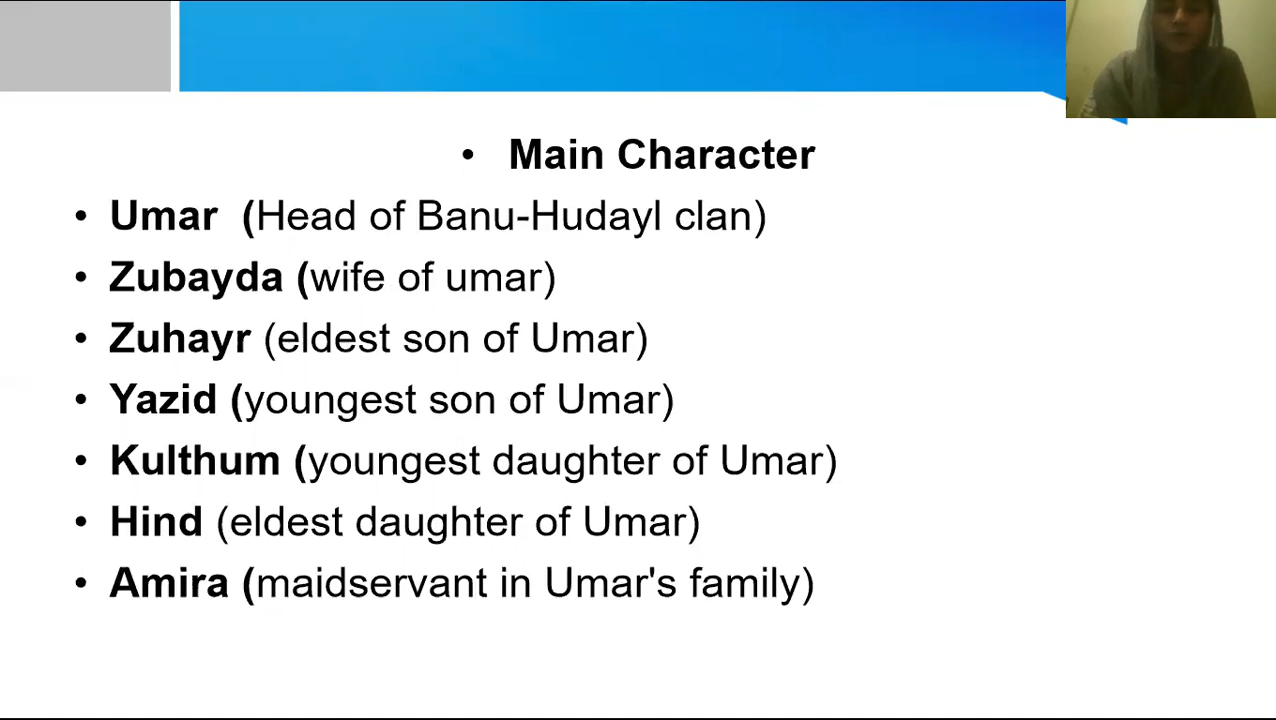 • Main Character
• Umar (Head of Banu-Hudayl clan)
• Zubayda (wife of umar)
• Zuhayr (eldest son of Umar)
• Yazid (youngest son of Umar)
• Kulthum (youngest daughter of Umar)
• Hind (eldest daughter of Umar)
• Amira (maidservant in Umar's family)